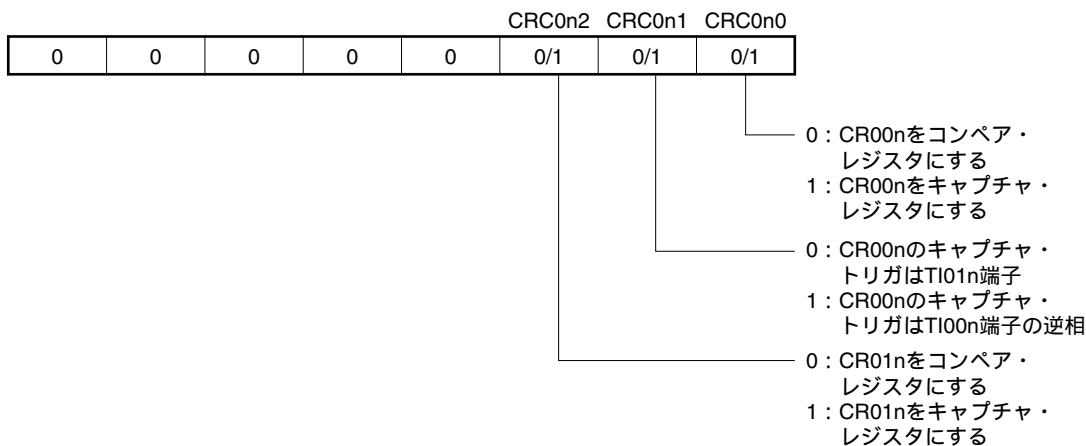 CRC0n2 CRC0n1 CRC0n0
0 0 0 0 0 0/1 0/1 0/1
0：CR00nをコンペア・
レジスタにする
1：CR00nをキャプチャ・
レジスタにする
0：CR00nのキャプチャ・
トリガはTI01n端子
1：CR00nのキャプチャ・
トリガはTI00n端子の逆相
0：CR01nをコンペア・
レジスタにする
1：CR01nをキャプチャ・
レジスタにする